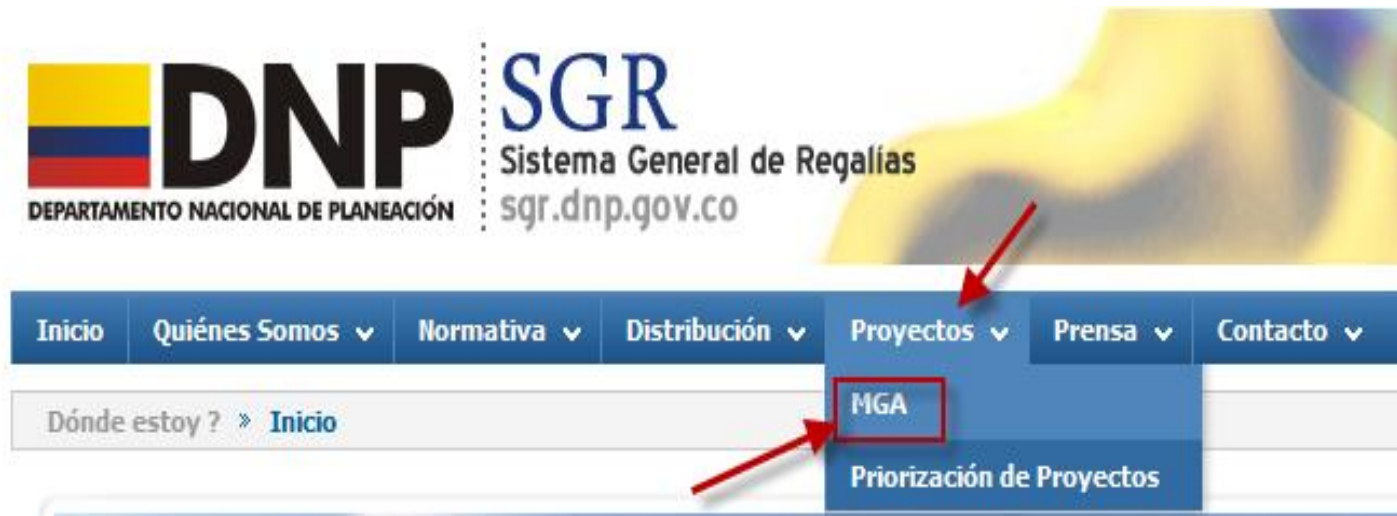 DNP
DEPARTAMENTO NACIONAL DE PLANEACIÓN
SGR
Sistema General de Regalías
sgr.dnp.gov.co
Inicio Quiénes Somos Normativa Distribución Proyectos Prensa Contacto
Dónde estoy ? » Inicio
MGA
Priorización de Proyectos